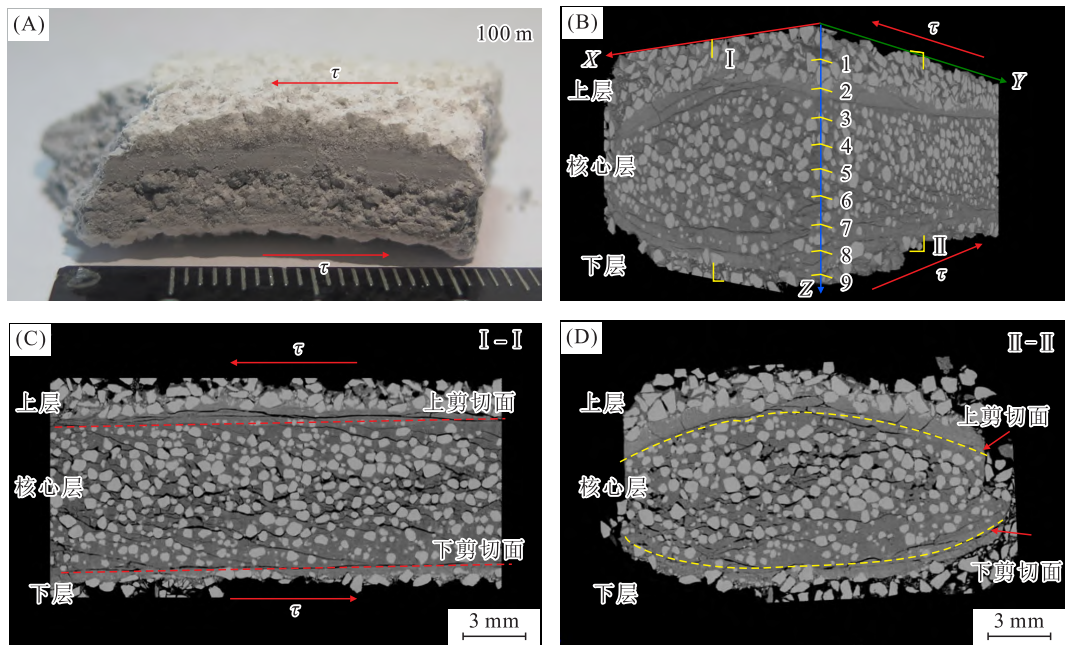 (A)
100 m
τ
τ
(B)
τ
X
Y
Ⅰ
上层
1
2
3
4
核心层
5
6
7
Ⅱ
下层
8
τ
Z
9
(C)
Ⅰ-Ⅰ
τ
上层
上剪切面
核心层
下剪切面
下层
τ
3 mm
(D)
Ⅱ-Ⅱ
上层
上剪切面
核心层
下剪切面
下层
3 mm